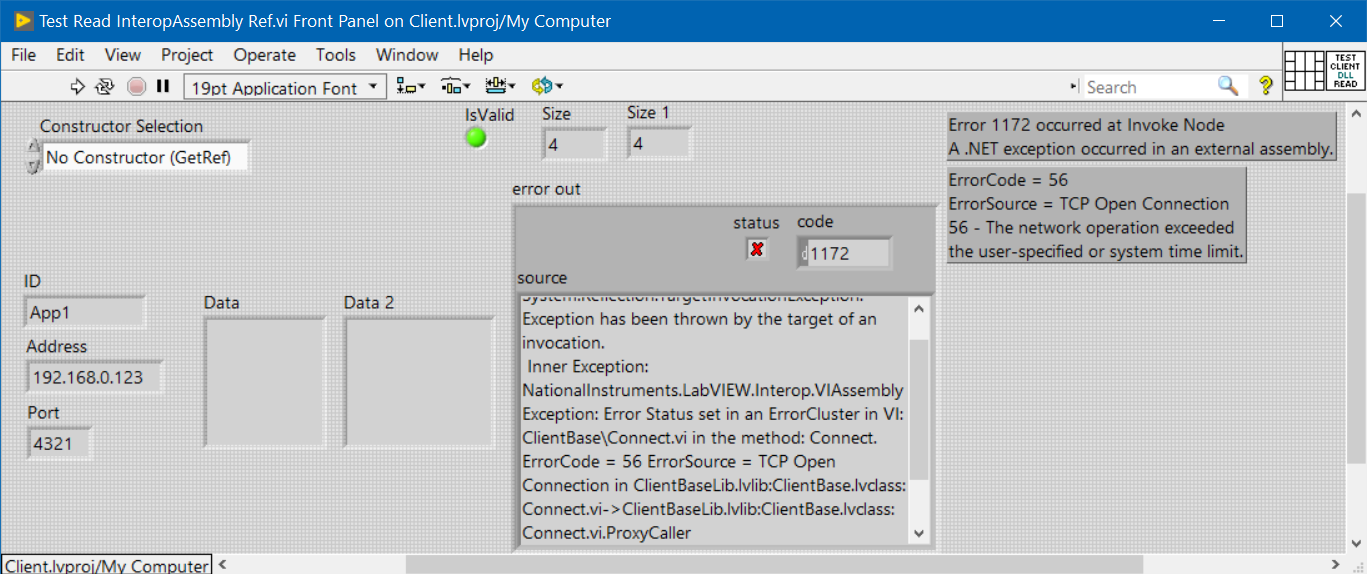 Test Read InteropAssembly Ref.vi Front Panel on Client.lvproj/My Computer
File Edit View Project Operate Tools Window Help
19pt Application Font
Search
TEST
CLIENT
DLL
READ
Constructor Selection
No Constructor (GetRef)
IsValid
Size
4
Size 1
4
Error 1172 occurred at Invoke Node
A .NET exception occurred in an external assembly.
ErrorCode = 56
ErrorSource = TCP Open Connection
56 - The network operation exceeded
the user-specified or system time limit.
error out
status
code
d
1172
source
System.Reflection.TargetInvocationException:
Exception has been thrown by the target of an
invocation.
Inner Exception:
NationalInstruments.LabVIEW.Interop.VIAssembly
Exception: Error Status set in an ErrorCluster in VI:
ClientBase\Connect.vi in the method: Connect.
ErrorCode = 56 ErrorSource = TCP Open
Connection in ClientBaseLib.lvlib:ClientBase.lvclass:
Connect.vi->ClientBaseLib.lvlib:ClientBase.lvclass:
Connect.vi.ProxyCaller
ID
App1
Address
192.168.0.123
Port
4321
Data
Data 2
Client.lvproj/My Computer